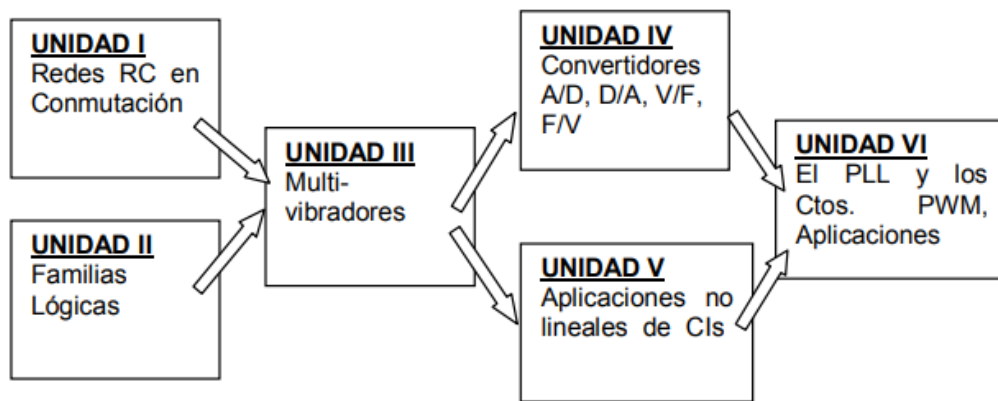 UNIDAD I
Redes RC en
Conmutación
UNIDAD II
Familias
Lógicas
UNIDAD III
Multi-
vibradores
UNIDAD IV
Convertidores
A/D, D/A, V/F,
F/V
UNIDAD V
Aplicaciones no
lineales de CIs
UNIDAD VI
El PLL y los
Ctos. PWM,
Aplicaciones